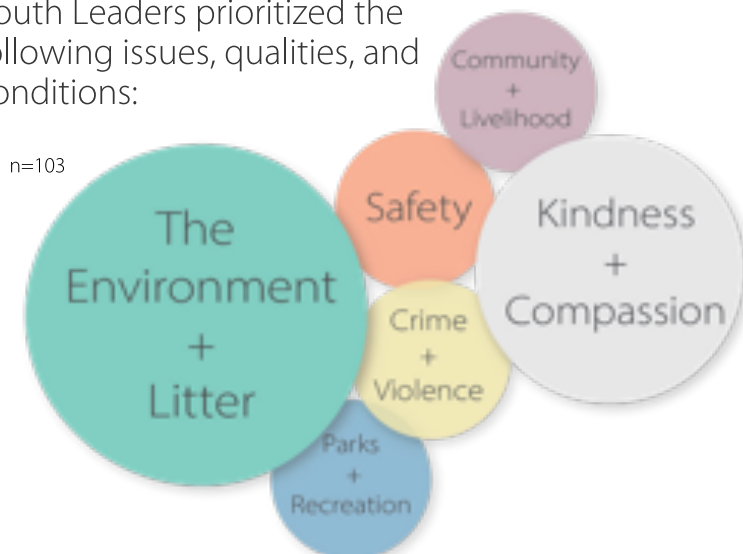 outh Leaders prioritized the
ollowing issues, qualities, and
onditions:
n=103
Community
+
Livelihood
Safety
Kindness
+
Compassion
The
Environment
+
Litter
Crime
+
Violence
Parks
+
Recreation